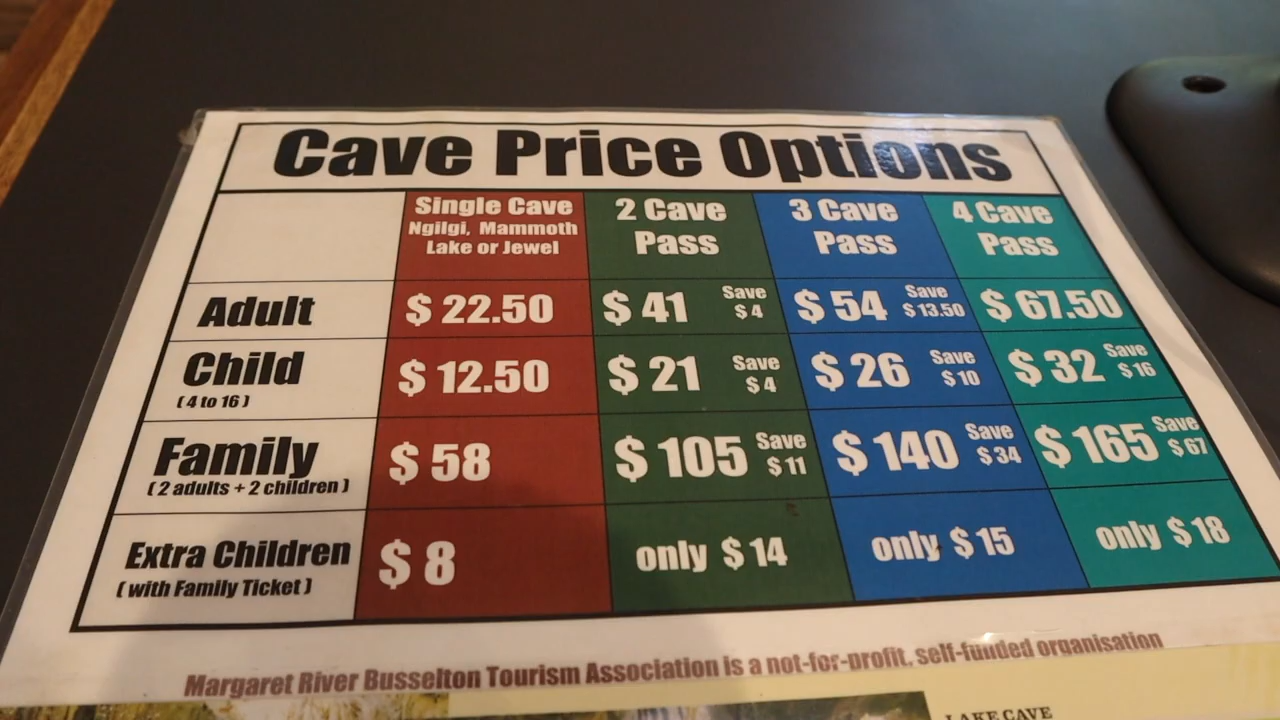 Cave Price Options
Single Cave
Ngilgi, Mammoth
Lake or Jewel
2 Cave
Pass
3 Cave
Pass
4 Cave
Pass
Adult
$ 22.50
$ 41
Save
$ 4
$ 54
Save
$ 13.50
$ 67.50
Child
( 4 to 16 )
$ 12.50
$ 21
Save
$ 4
$ 26
Save
$ 10
$ 32
Save
$ 16
Family
( 2 adults + 2 children )
$ 58
$ 105
Save
$ 11
$ 140
Save
$ 34
$ 165
Save
$ 67
Extra Children
( with Family Ticket )
$ 8
only $ 14
only $ 15
only $ 18
Margaret River Busselton Tourism Association is a not-for-profit, self-funded organisation
LAKE CAVE